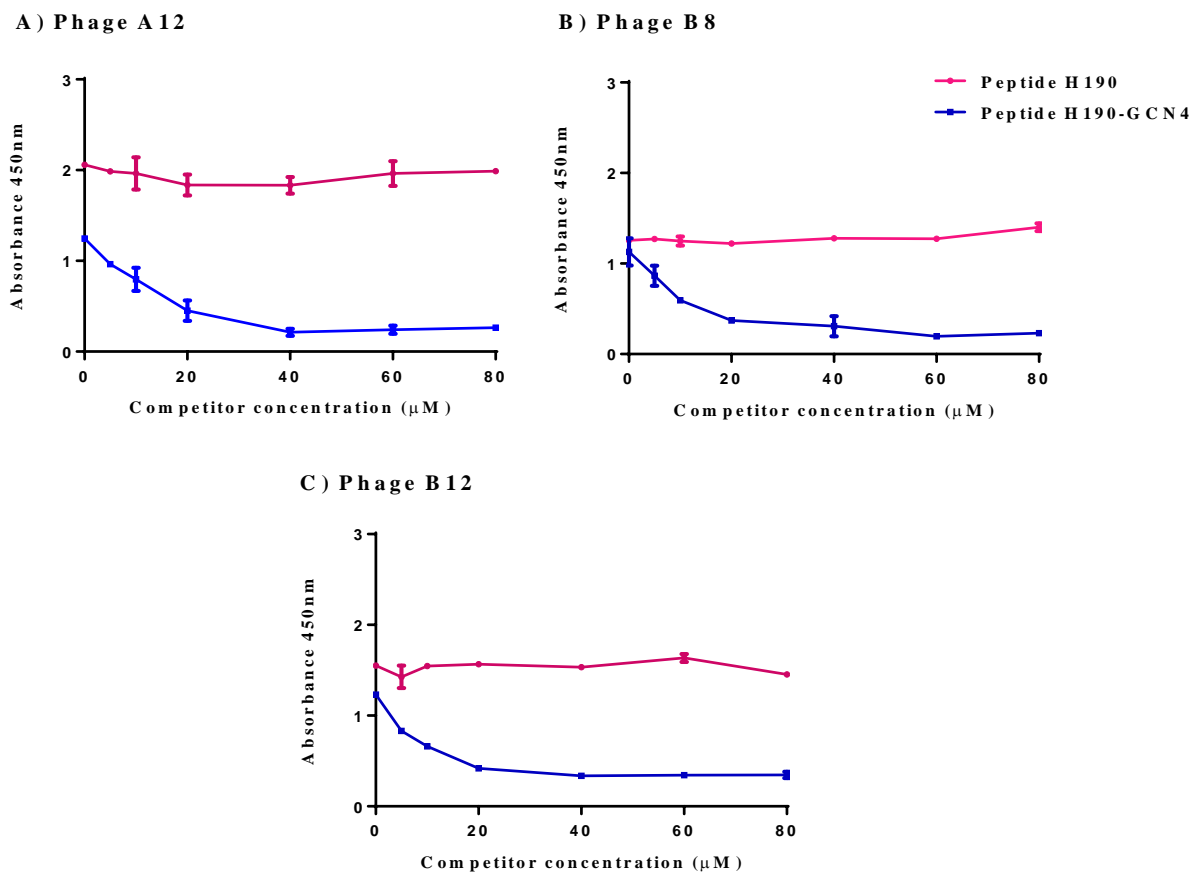 A) Phage A12
3
2
1
0
Absorbance 450nm
0 20 40 60 80
Competitor concentration (μM)
B) Phage B8
3
2
1
0
Absorbance 450nm
0 20 40 60 80
Competitor concentration (μM)
Peptide H190
Peptide H190-GCN4
C) Phage B12
3
2
1
0
Absorbance 450nm
0 20 40 60 80
Competitor concentration (μM)